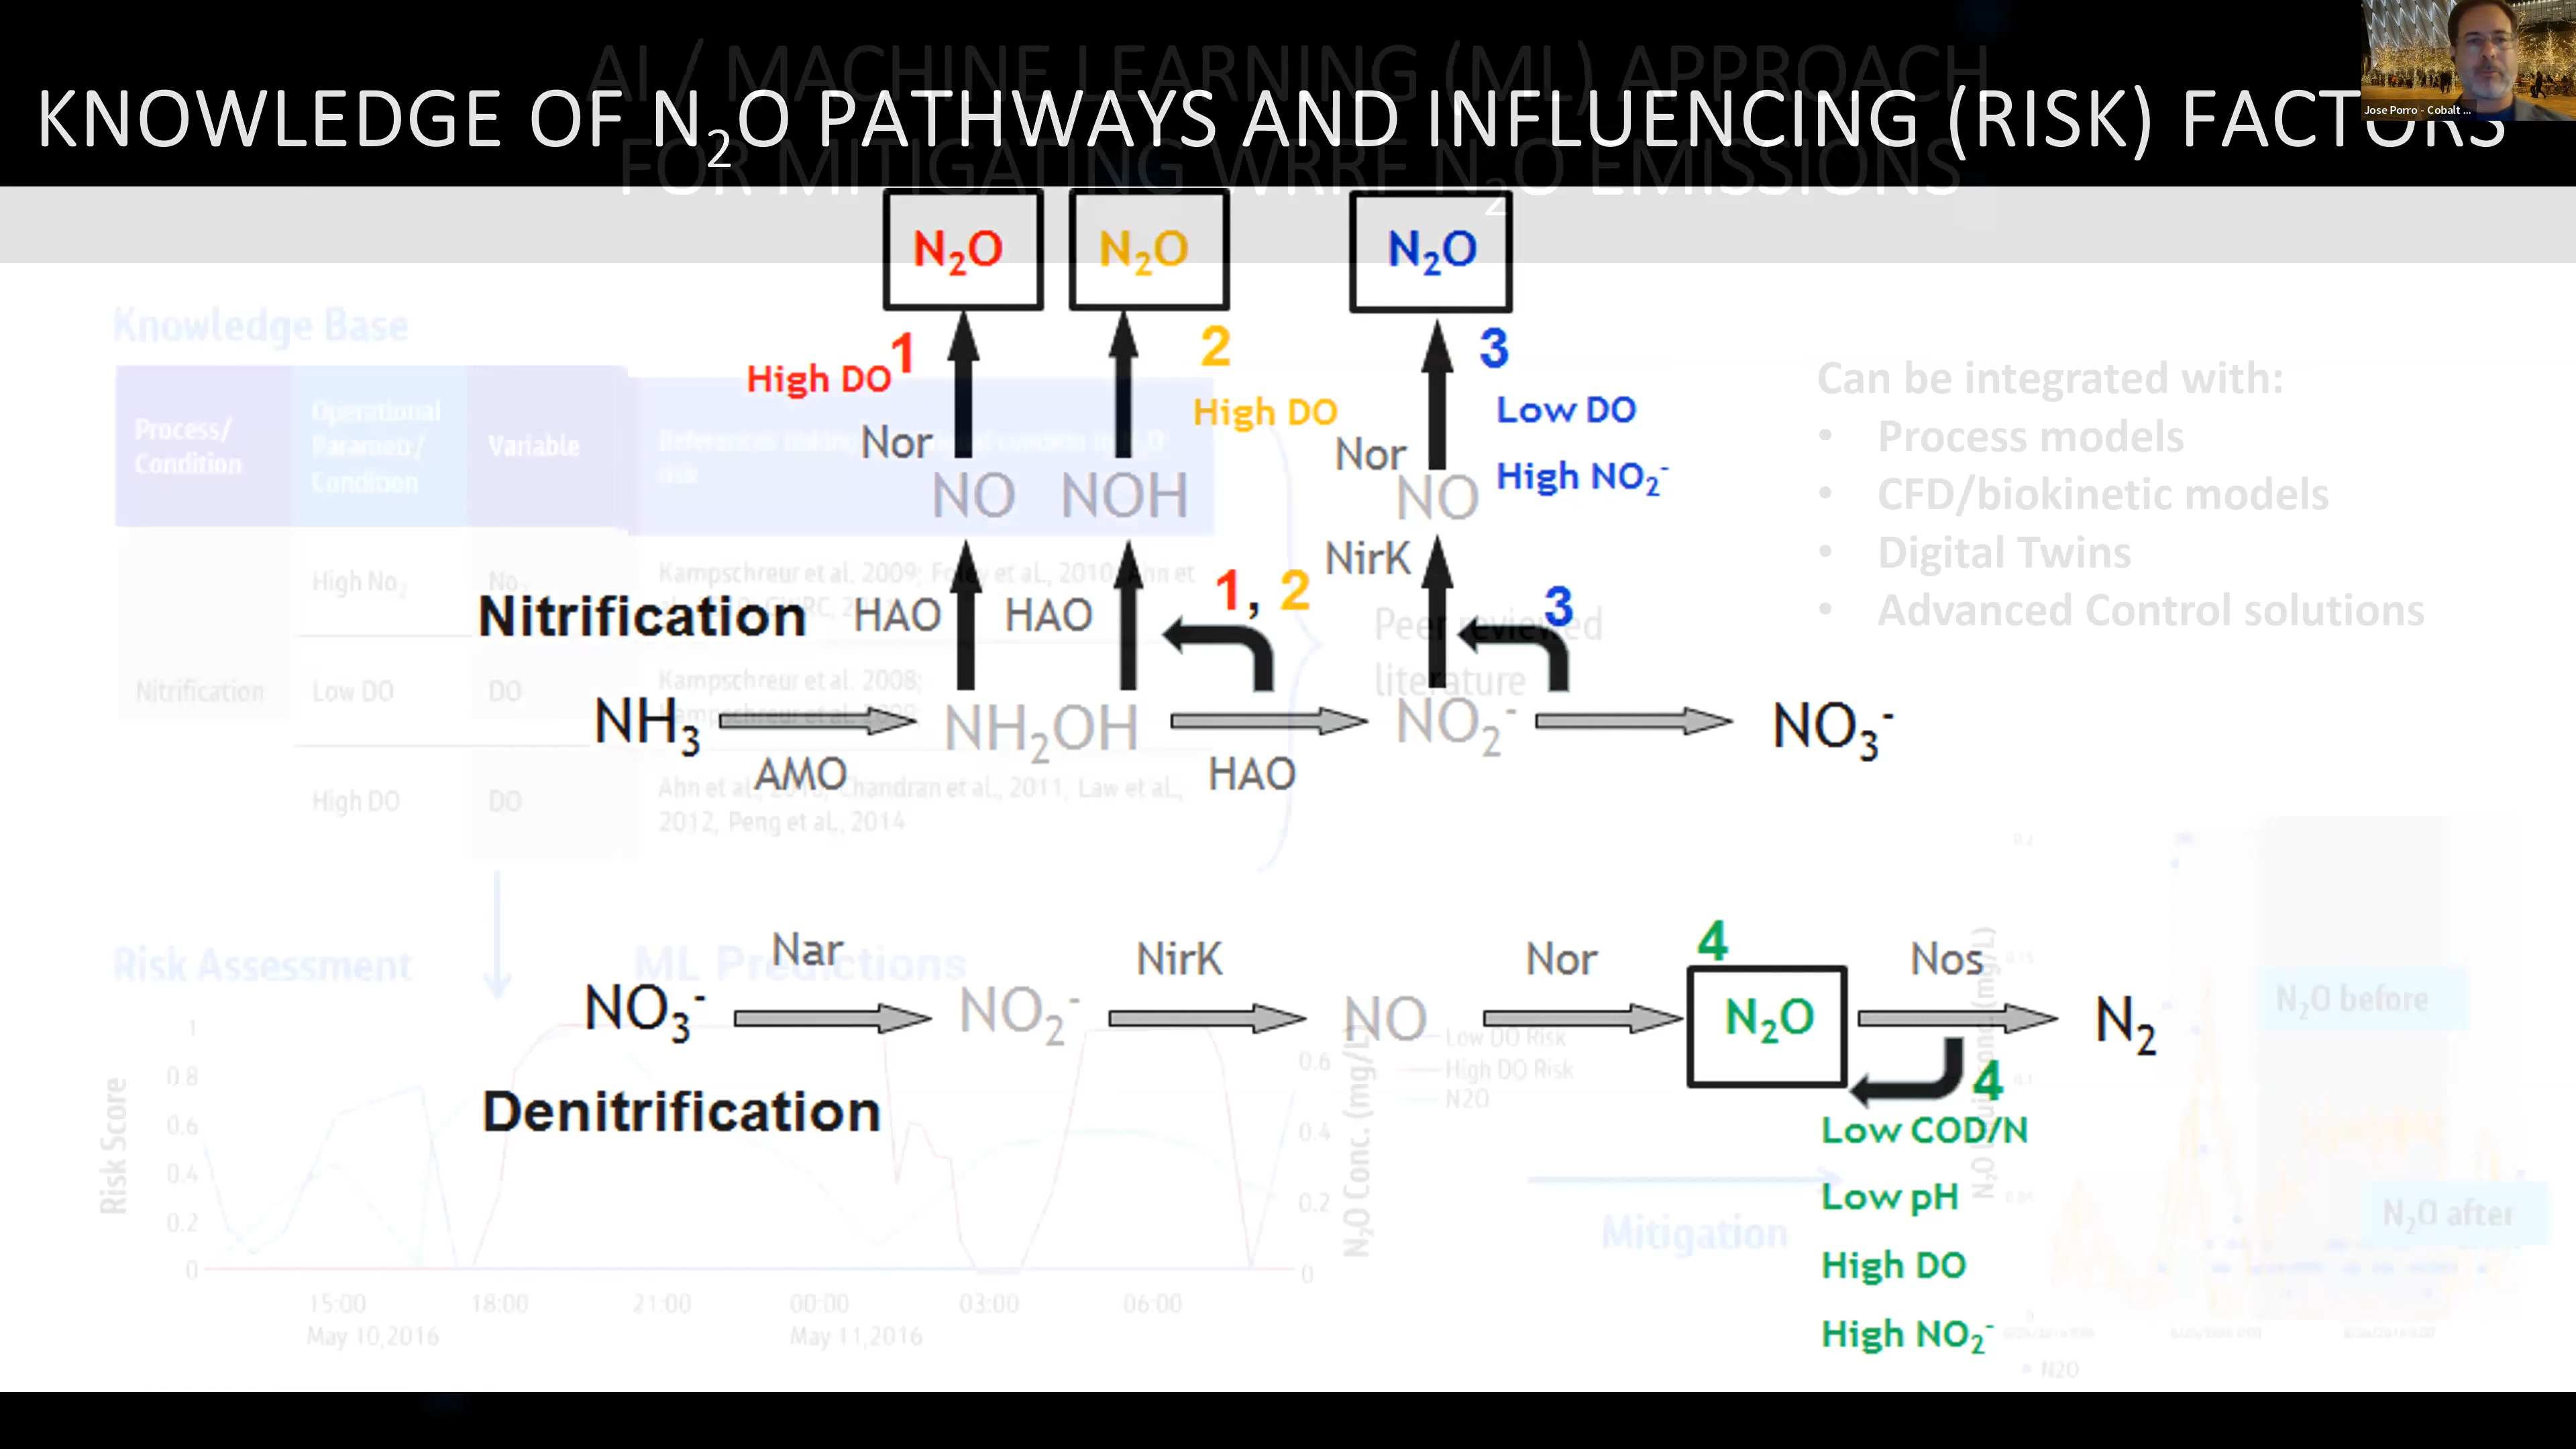 AI / MACHINE LEARNING (ML) APPROACH
FOR MITIGATING WRRF N2O EMISSIONS
KNOWLEDGE OF N2O PATHWAYS AND INFLUENCING (RISK) FACTORS
Jose Porro - Cobalt ...
N2O
N2O
N2O
1
2
3
High DO
High DO
Low DO
High NO2-
Nor
Nor
NO
NOH
NO
NirK
Nitrification
HAO
HAO
1, 2
3
NH3
NH2OH
NO2-
NO3-
AMO
HAO
Nar
NirK
Nor
4
Nos
NO3-
NO2-
NO
N2O
N2
Denitrification
4
Low COD/N
Low pH
High DO
High NO2-
Knowledge Base
Process/
Condition
Operational
Parametr/
Condition
Variable
References linking
risk
Nitrification
High No2
No
Kampschreur et al. 2009; Foley et al., 2010; Ahn et
Low DO
DO
Kampschreur et al. 2008;
Kampschreur et al. 2009
High DO
DO
Ahn et al., 2010, Chandran et al., 2011, Law et al.,
2012, Peng et al., 2014
Peer reviewed
literature
Can be integrated with:
• Process models
• CFD/biokinetic models
• Digital Twins
• Advanced Control solutions
Risk Assessment
ML Predictions
Risk Score
1
0.8
0.6
0.4
0.2
0
15:00
18:00
21:00
00:00
03:00
06:00
May 10,2016
May 11,2016
0.6
0.4
0.2
0
N2O Conc. (mg/L)
Low DO Risk
High DO Risk
N2O
Mitigation
N2O before
N2O after
N2O